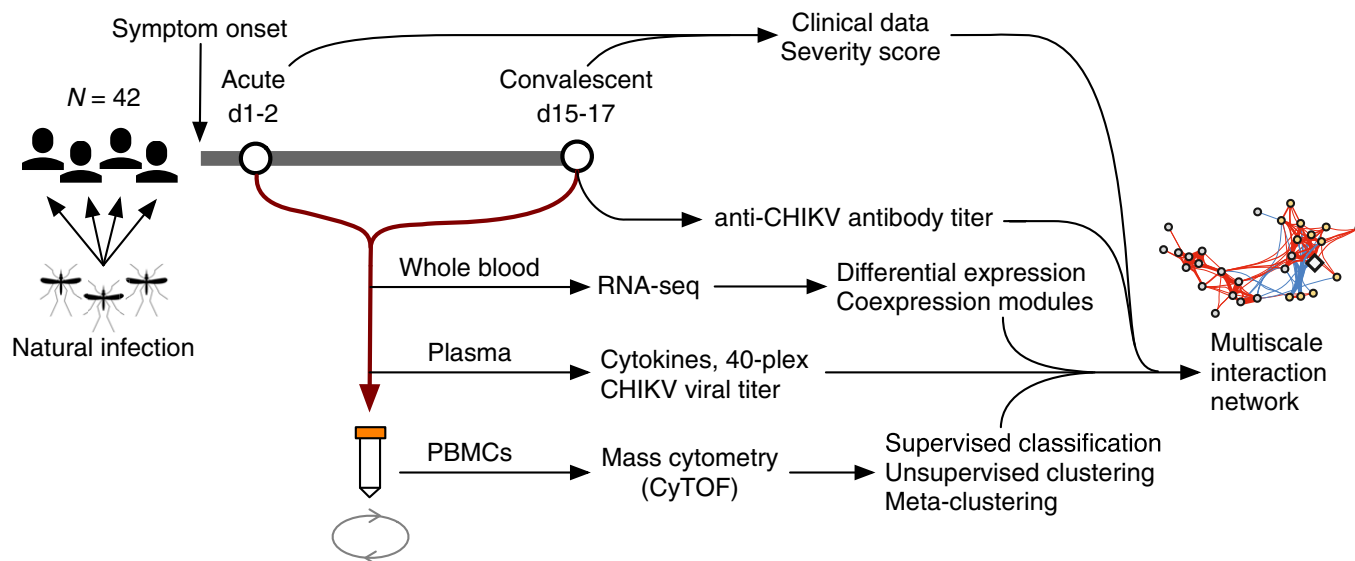 Symptom onset
Clinical data
Severity score
Acute
d1-2
Convalescent
d15-17
N = 42
anti-CHIKV antibody titer
Whole blood
RNA-seq
Differential expression
Coexpression modules
Natural infection
Plasma
Cytokines, 40-plex
CHIKV viral titer
Multiscale
interaction
network
PBMCs
Mass cytometry
(CyTOF)
Supervised classification
Unsupervised clustering
Meta-clustering